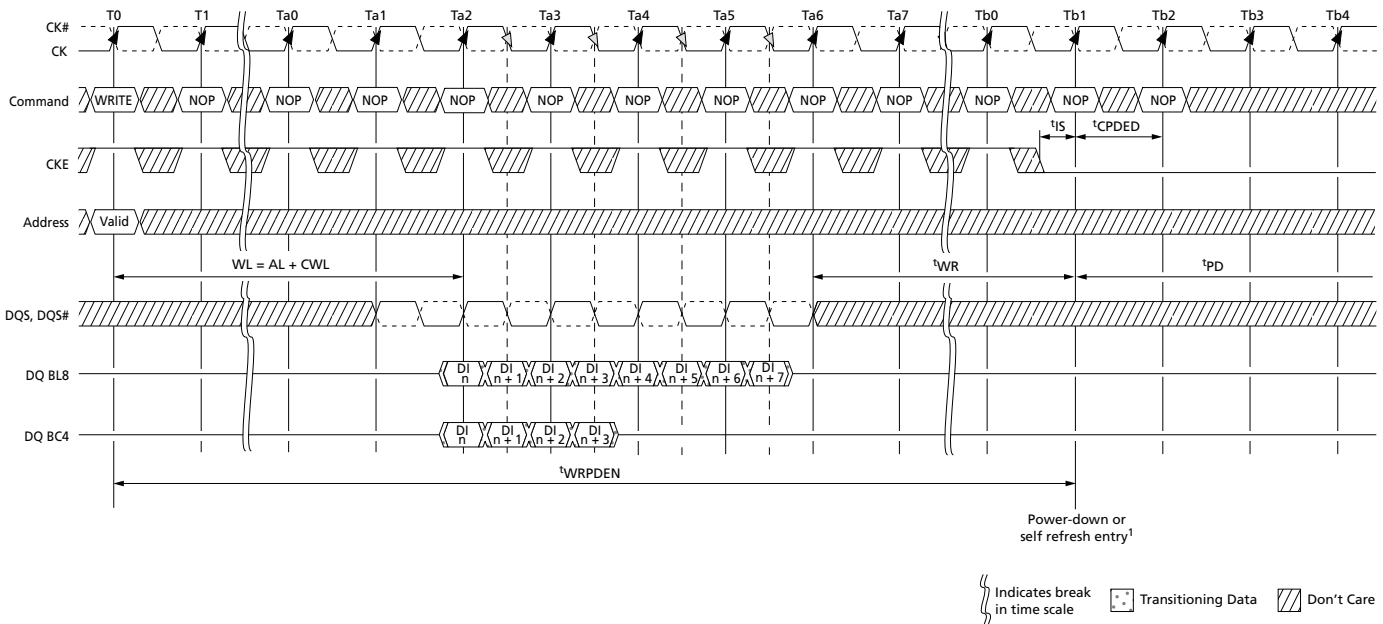 T0 T1 Ta0 Ta1 Ta2 Ta3 Ta4 Ta5 Ta6 Ta7 Tb0 Tb1 Tb2 Tb3 Tb4
CK#
CK
Command WRITE NOP NOP NOP NOP NOP NOP NOP NOP NOP NOP NOP NOP
tIS tCPDED
CKE
Address Valid
WL = AL + CWL tWR tPD
DQS, DQS#
DQ BL8 DI n DI n + 1 DI n + 2 DI n + 3 DI n + 4 DI n + 5 DI n + 6 DI n + 7
DQ BC4 DI n DI n + 1 DI n + 2 DI n + 3
tWRPDEN
Power-down or
self refresh entry1
Indicates break
in time scale
Transitioning Data
Don't Care